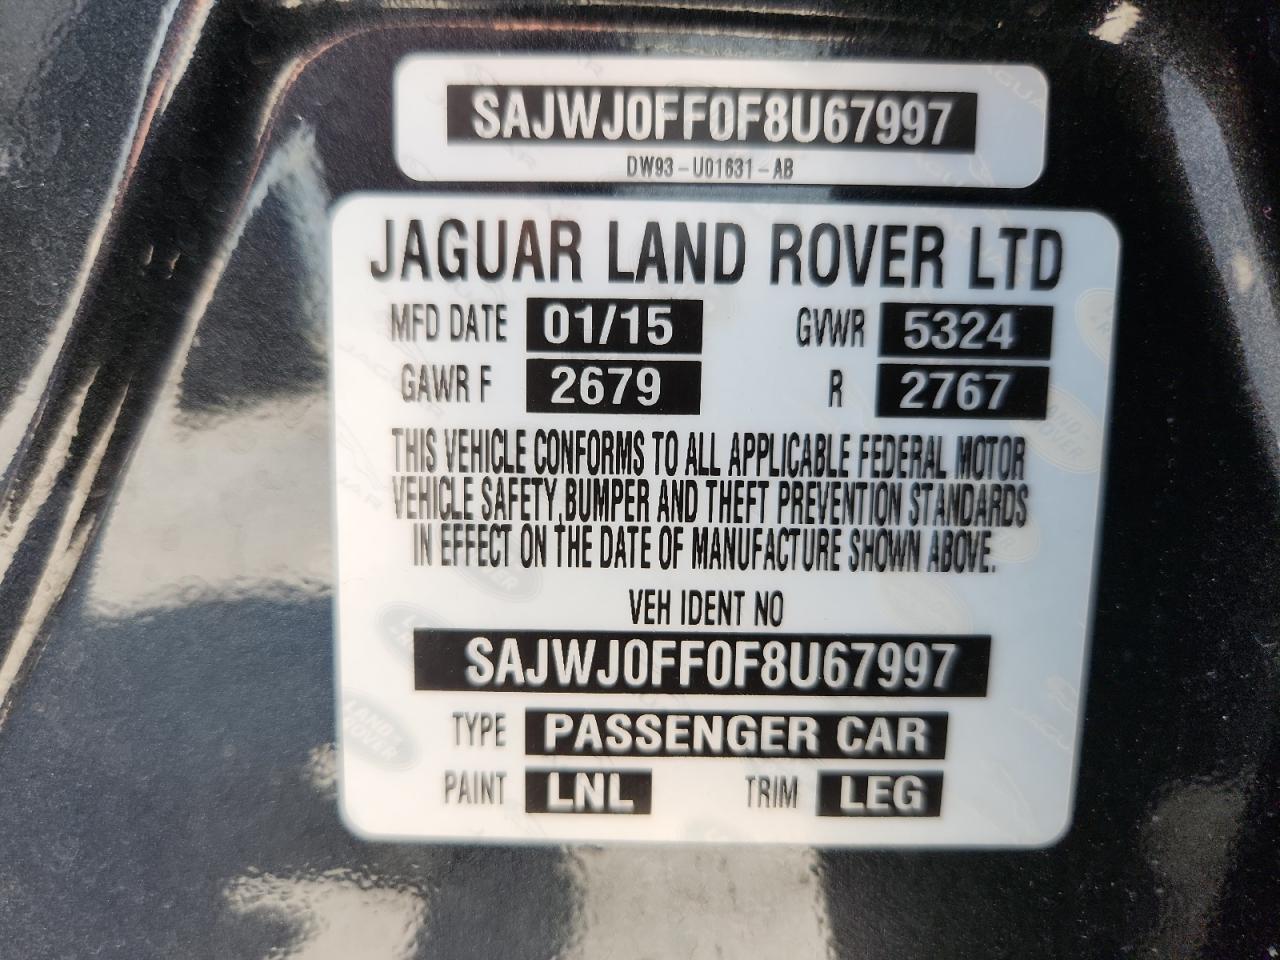 SAJWJ0FF0F8U67997
DW93-U01631-AB
JAGUAR LAND ROVER LTD
MFD DATE 01/15 GVWR 5324
GAWR F 2679 R 2767
THIS VEHICLE CONFORMS TO ALL APPLICABLE FEDERAL MOTOR
VEHICLE SAFETY,BUMPER AND THEFT PREVENTION STANDARDS
IN EFFECT ON THE DATE OF MANUFACTURE SHOWN ABOVE.
VEH IDENT NO
SAJWJ0FF0F8U67997
TYPE PASSENGER CAR
PAINT LNL TRIM LEG